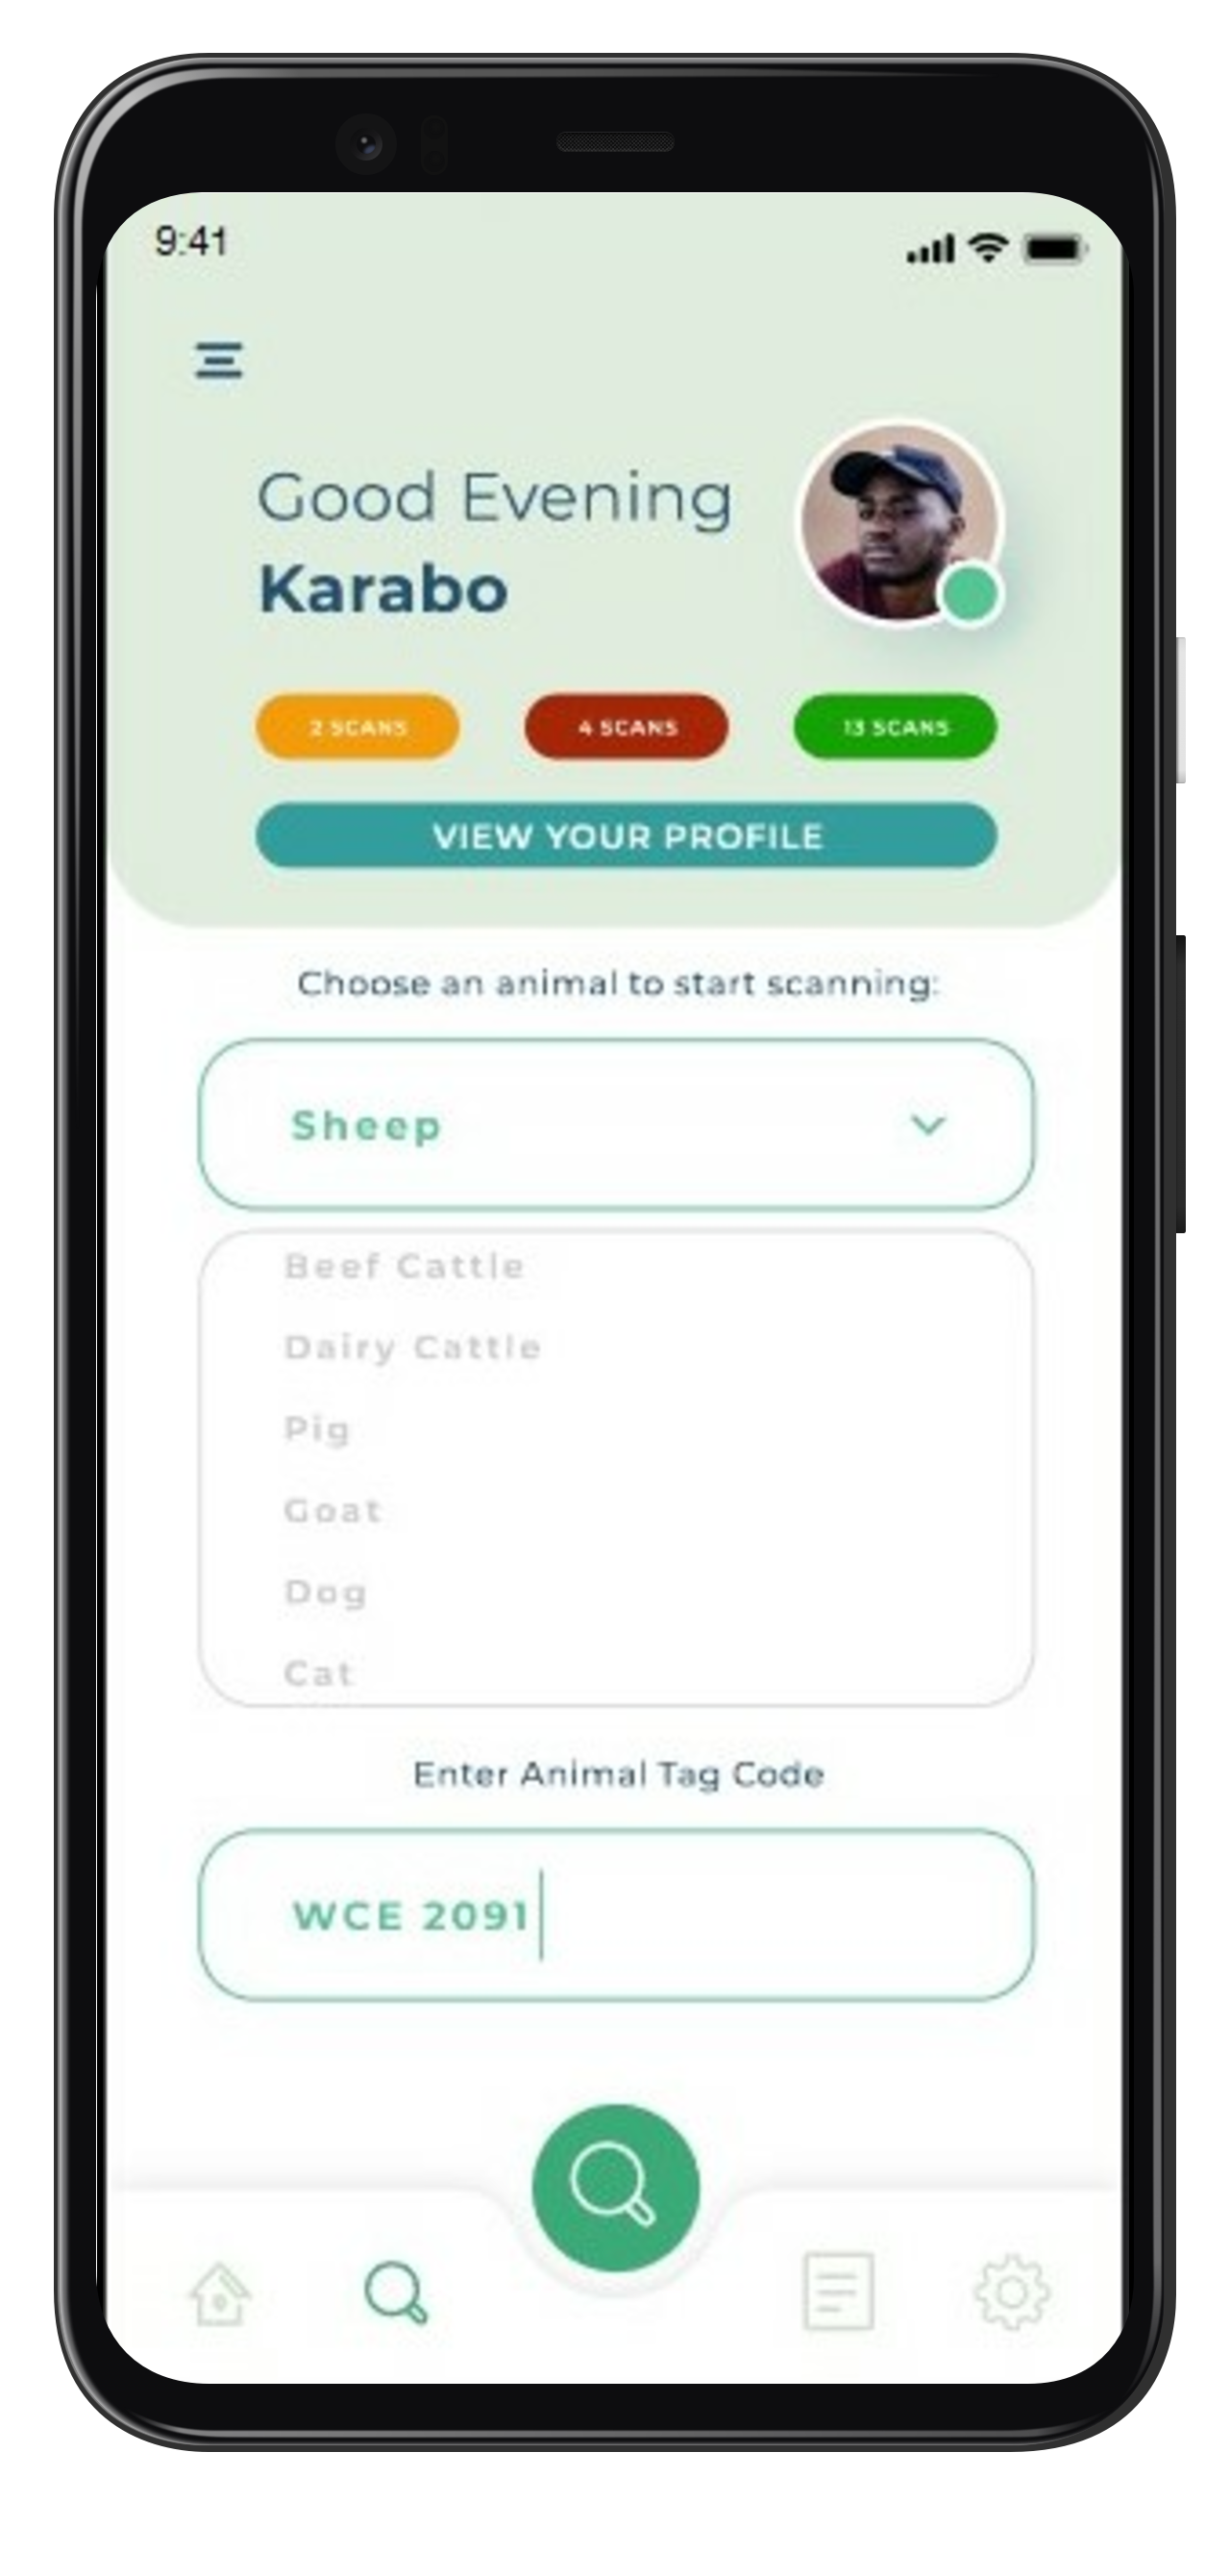 9:41
Good Evening
Karabo
2 SCANS
4 SCANS
13 SCANS
VIEW YOUR PROFILE
Choose an animal to start scanning:
Sheep
Beef Cattle
Dairy Cattle
Pig
Goat
Dog
Cat
Enter Animal Tag Code
WCE 2091